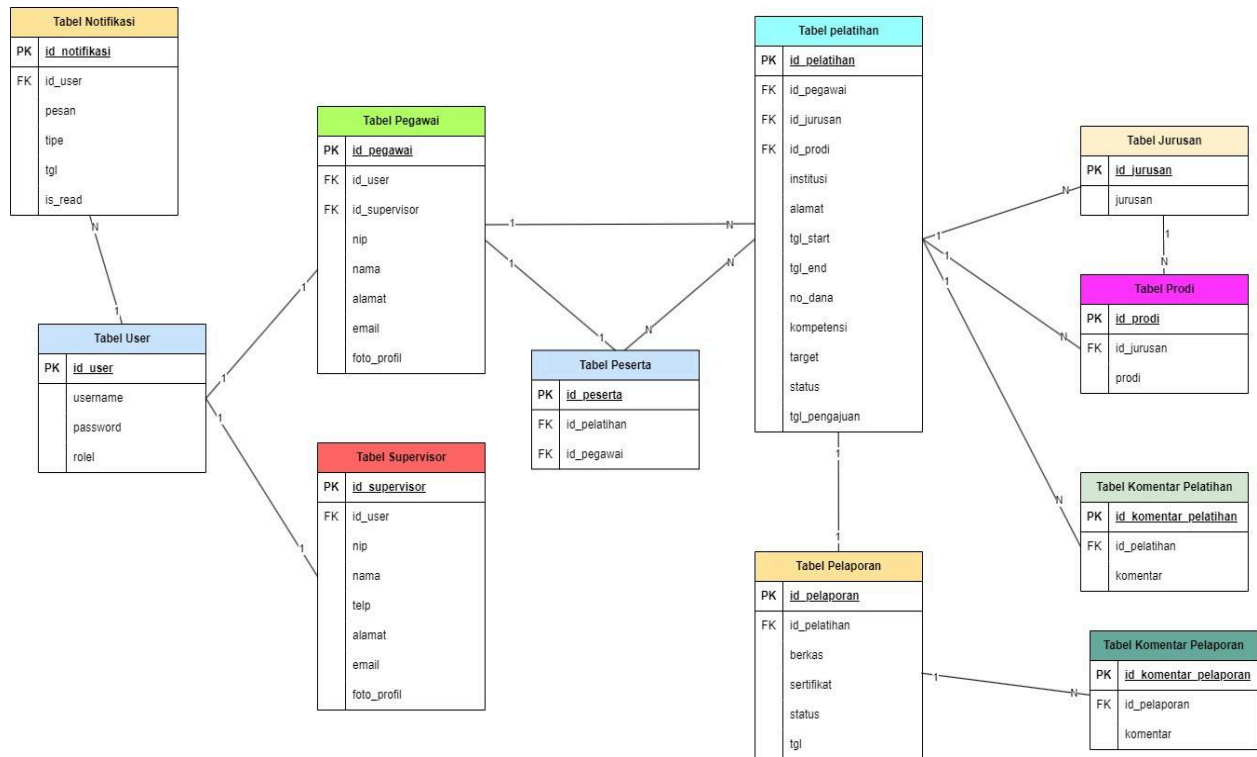 Tabel Notifikasi
PK id_notifikasi
FK id_user
pesan
tipe
tgl
is_read
N
1
Tabel User
PK id_user
username
password
rolel
1
1
1
1
Tabel Pegawai
PK id_pegawai
FK id_user
FK id_supervisor
nip
nama
alamat
email
foto_profil
Tabel Supervisor
PK id_supervisor
FK id_user
nip
nama
telp
alamat
email
foto_profil
1
N
1
1
N
N
Tabel Peserta
PK id_peserta
FK id_pelatihan
FK id_pegawai
Tabel pelatihan
PK id_pelatihan
FK id_pegawai
FK id_jurusan
FK id_prodi
institusi
alamat
tgl_start
tgl_end
no_dana
kompetensi
target
status
tgl_pengajuan
1
1
Tabel Pelaporan
PK id_pelaporan
FK id_pelatihan
berkas
sertifikat
status
tgl
1
N
1
N
1
N
Tabel Jurusan
PK id_jurusan
jurusan
1
N
Tabel Prodi
PK id_prodi
FK id_jurusan
prodi
Tabel Komentar Pelatihan
PK id_komentar_pelatihan
FK id_pelatihan
komentar
1
N
Tabel Komentar Pelaporan
PK id_komentar_pelaporan
FK id_pelaporan
komentar